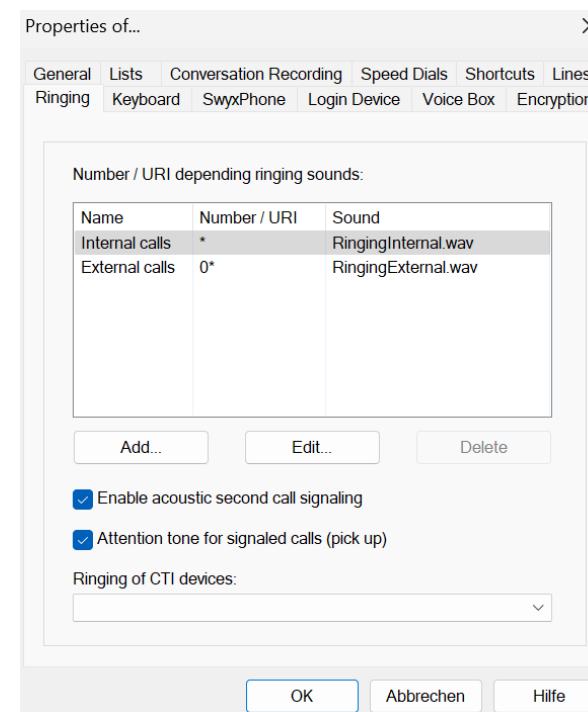 Properties of...
General Lists Conversation Recording Speed Dials Shortcuts Lines
Ringing Keyboard SwyxPhone Login Device Voice Box Encryption
Number / URI depending ringing sounds:
Name Number / URI Sound
Internal calls * RingingInternal.wav
External calls 0* RingingExternal.wav
Add... Edit... Delete
Enable acoustic second call signaling
Attention tone for signaled calls (pick up)
Ringing of CTI devices:
OK Abbrechen Hilfe